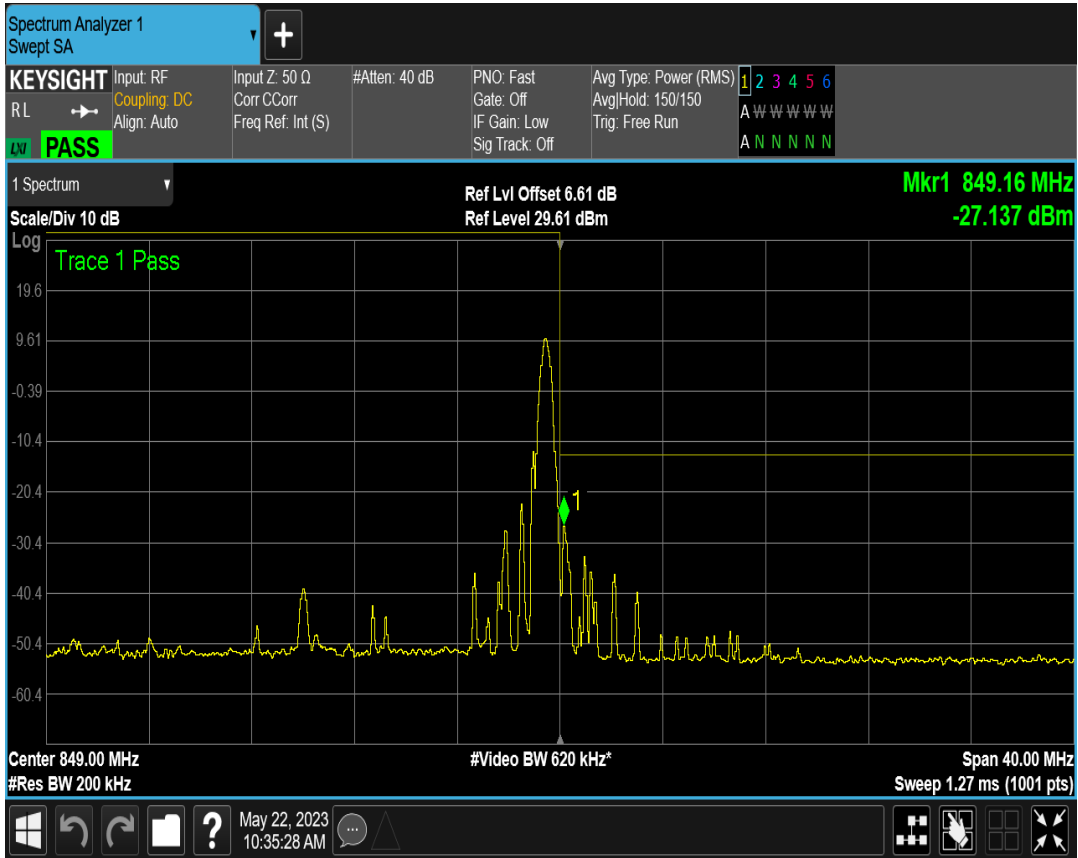 Spectrum Analyzer 1
Swept SA
+
KEYSIGHT
R L
LXI
PASS
Input: RF
Coupling: DC
Align: Auto
Input Z: 50 Ω
Corr CCorr
Freq Ref: Int (S)
#Atten: 40 dB
PNO: Fast
Gate: Off
IF Gain: Low
Sig Track: Off
Avg Type: Power (RMS)
Avg|Hold: 150/150
Trig: Free Run
1 2 3 4 5 6
A W W W W W
A N N N N N
1 Spectrum
Scale/Div 10 dB
Ref Lvl Offset 6.61 dB
Ref Level 29.61 dBm
Mkr1 849.16 MHz
-27.137 dBm
Log
Trace 1 Pass
19.6
9.61
-0.39
-10.4
-20.4
1
-30.4
-40.4
-50.4
-60.4
Center 849.00 MHz
#Video BW 620 kHz*
Span 40.00 MHz
#Res BW 200 kHz
Sweep 1.27 ms (1001 pts)
?
May 22, 2023
10:35:28 AM